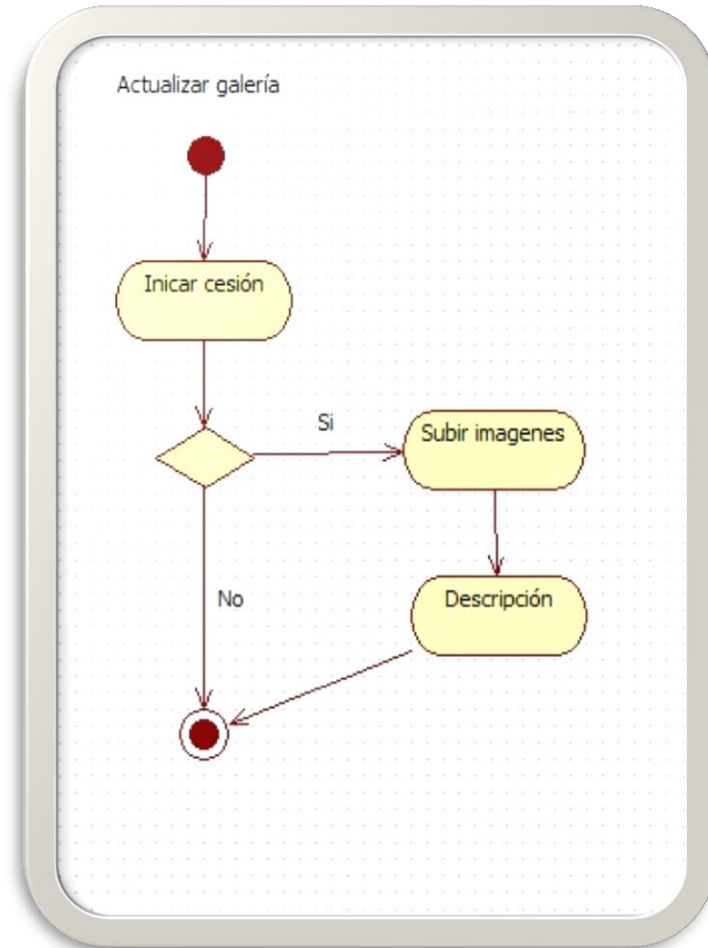 Actualizar galería
Inicar cesión
Si
Subir imagenes
No
Descripción